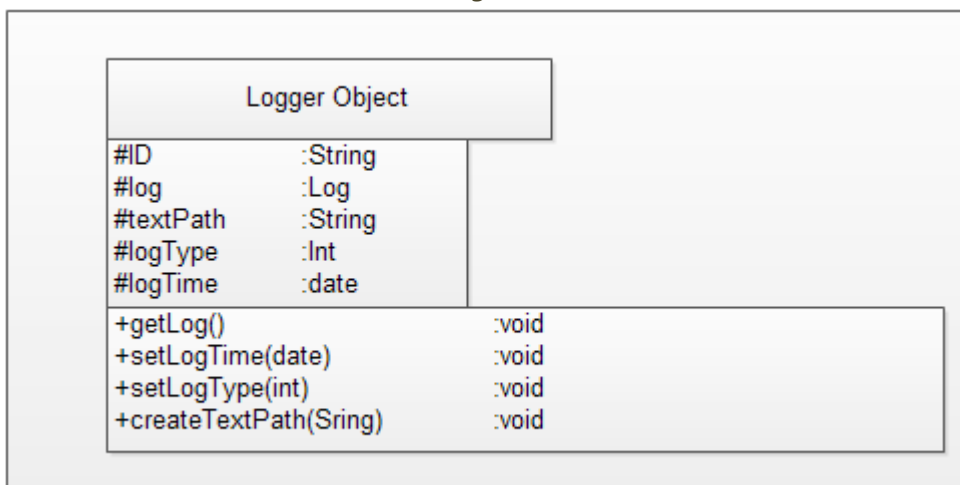 Logger Object
#ID :String
#log :Log
#textPath :String
#logType :Int
#logTime :date
+getLog() :void
+setLogTime(date) :void
+setLogType(int) :void
+createTextPath(Sring) :void